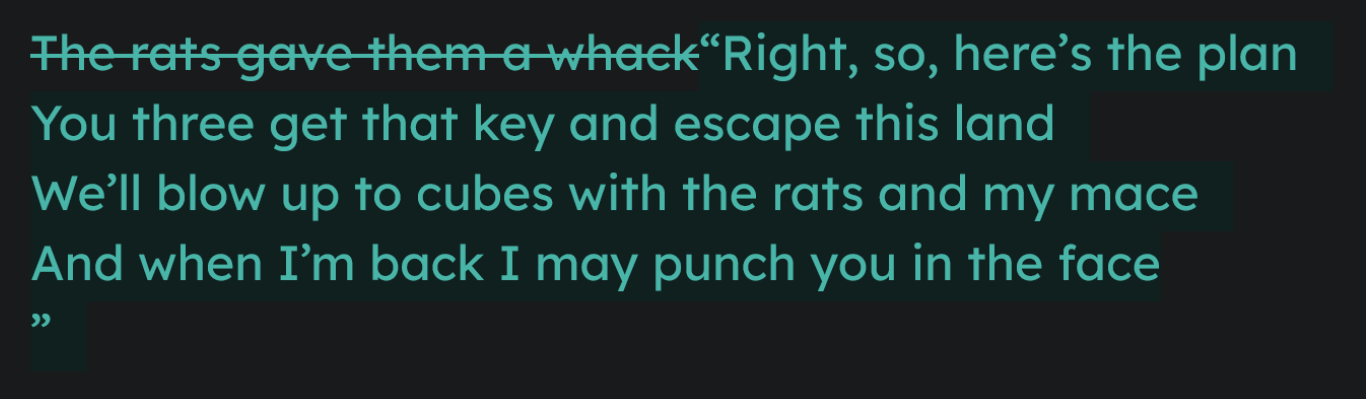 The rats gave them a whack“Right, so, here’s the plan
You three get that key and escape this land
We’ll blow up to cubes with the rats and my mace
And when I’m back I may punch you in the face
”